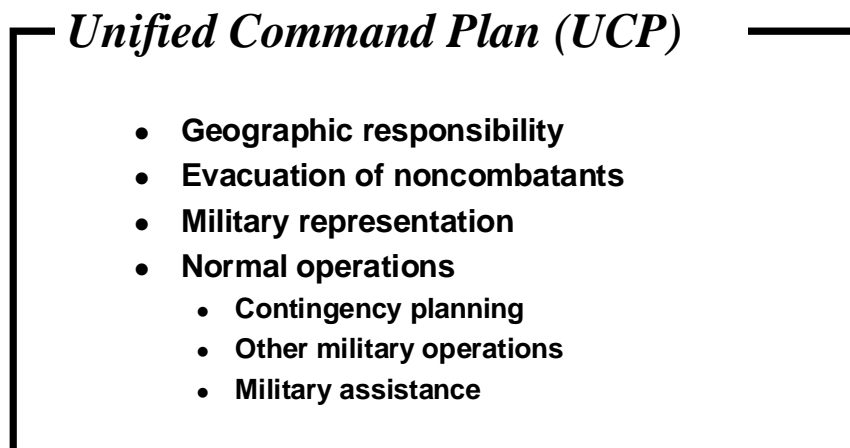 Unified Command Plan (UCP)
● Geographic responsibility
● Evacuation of noncombatants
● Military representation
● Normal operations
● Contingency planning
● Other military operations
● Military assistance